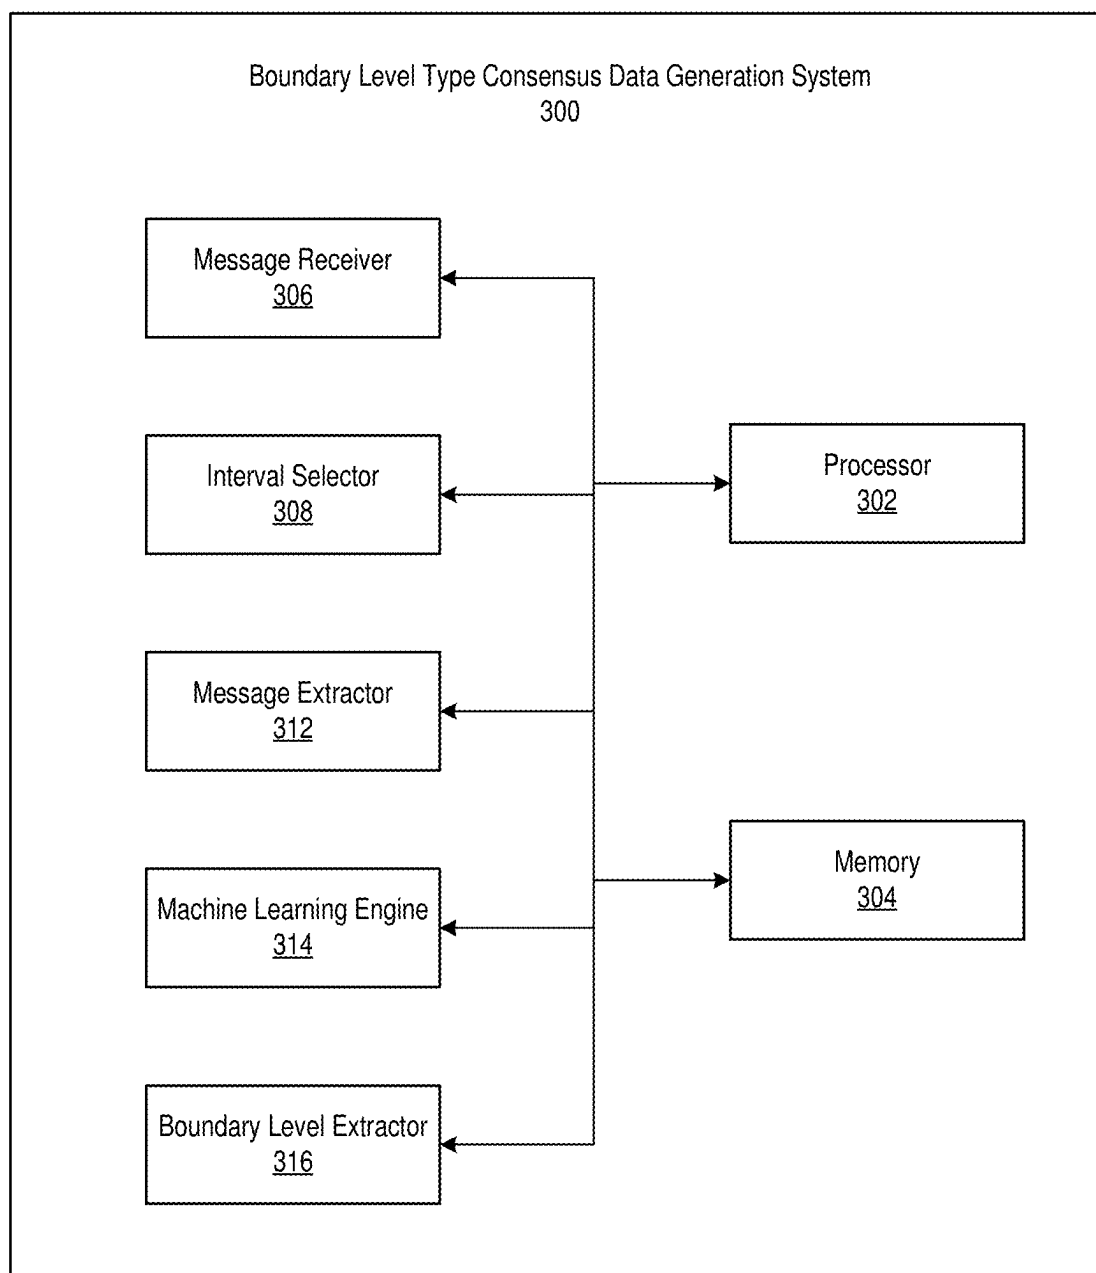 Boundary Level Type Consensus Data Generation System
300
Message Receiver
306
Interval Selector
308
Processor
302
Message Extractor
312
Memory
304
Machine Learning Engine
314
Boundary Level Extractor
316